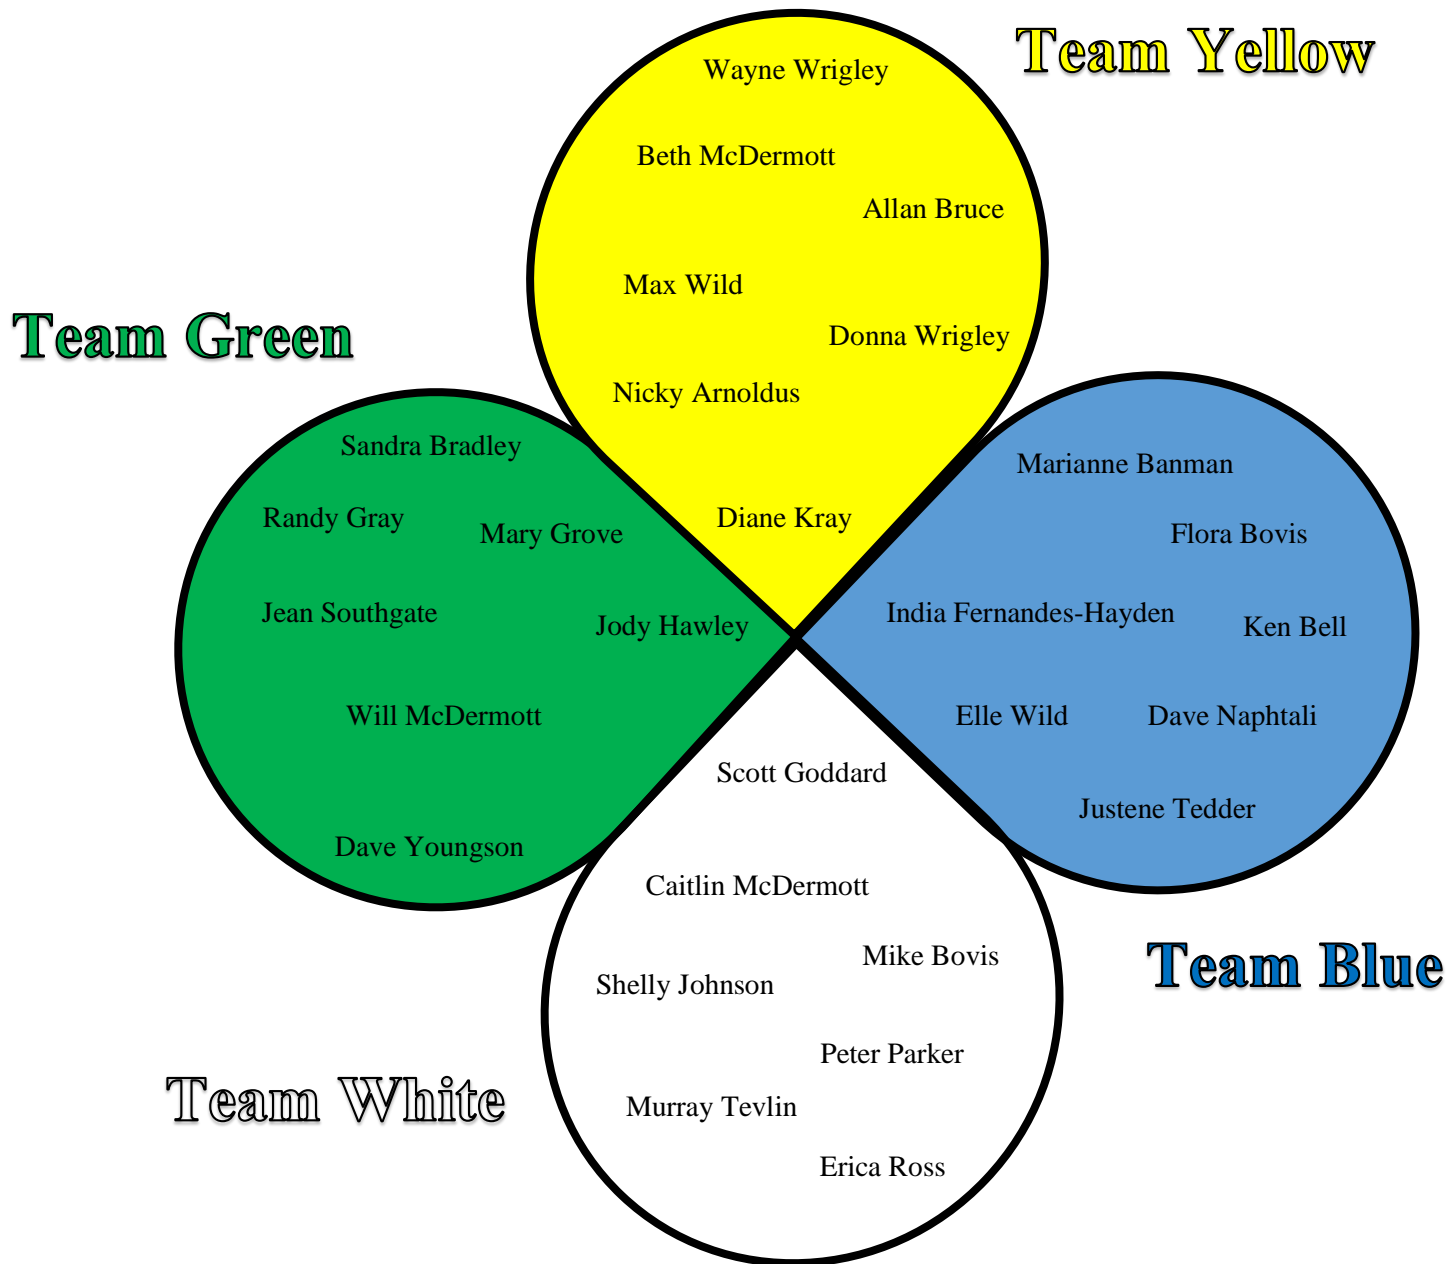 Team Yellow
Wayne Wrigley
Beth McDermott
Allan Bruce
Max Wild
Donna Wrigley
Nicky Arnoldus
Diane Kray
Team Green
Sandra Bradley
Randy Gray
Mary Grove
Jean Southgate
Jody Hawley
Will McDermott
Dave Youngson
Marianne Banman
Flora Bovis
India Fernandes-Hayden
Ken Bell
Elle Wild
Dave Naphtali
Justene Tedder
Team Blue
Scott Goddard
Caitlin McDermott
Mike Bovis
Shelly Johnson
Peter Parker
Murray Tevlin
Erica Ross
Team White